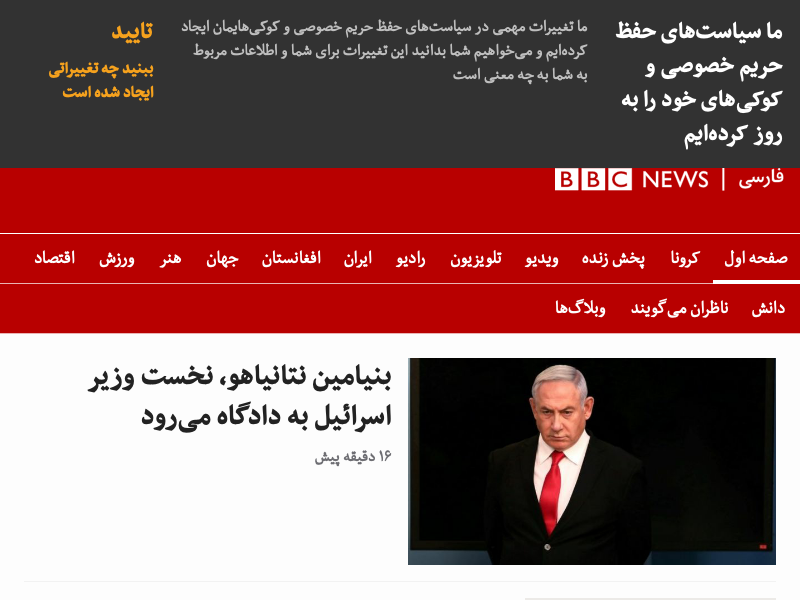 ما سیاست‌های حفظ
حریم خصوصی و
کوکی‌های خود را به
روز کرده‌ایم
ما تغییرات مهمی در سیاست‌های حفظ حریم خصوصی و کوکی‌هایمان ایجاد
کرده‌ایم و می‌خواهیم شما بدانید این تغییرات برای شما و اطلاعات مربوط
به شما به چه معنی است
تایید
ببنید چه تغییراتی
ایجاد شده است
BBC NEWS | فارسی
صفحه اول کرونا پخش زنده ویدیو تلویزیون رادیو ایران افغانستان جهان هنر ورزش اقتصاد
دانش ناظران می‌گویند وبلاگ‌ها
بنیامین نتانیاهو، نخست وزیر
اسرائیل به دادگاه می‌رود
۱۶ دقیقه پیش